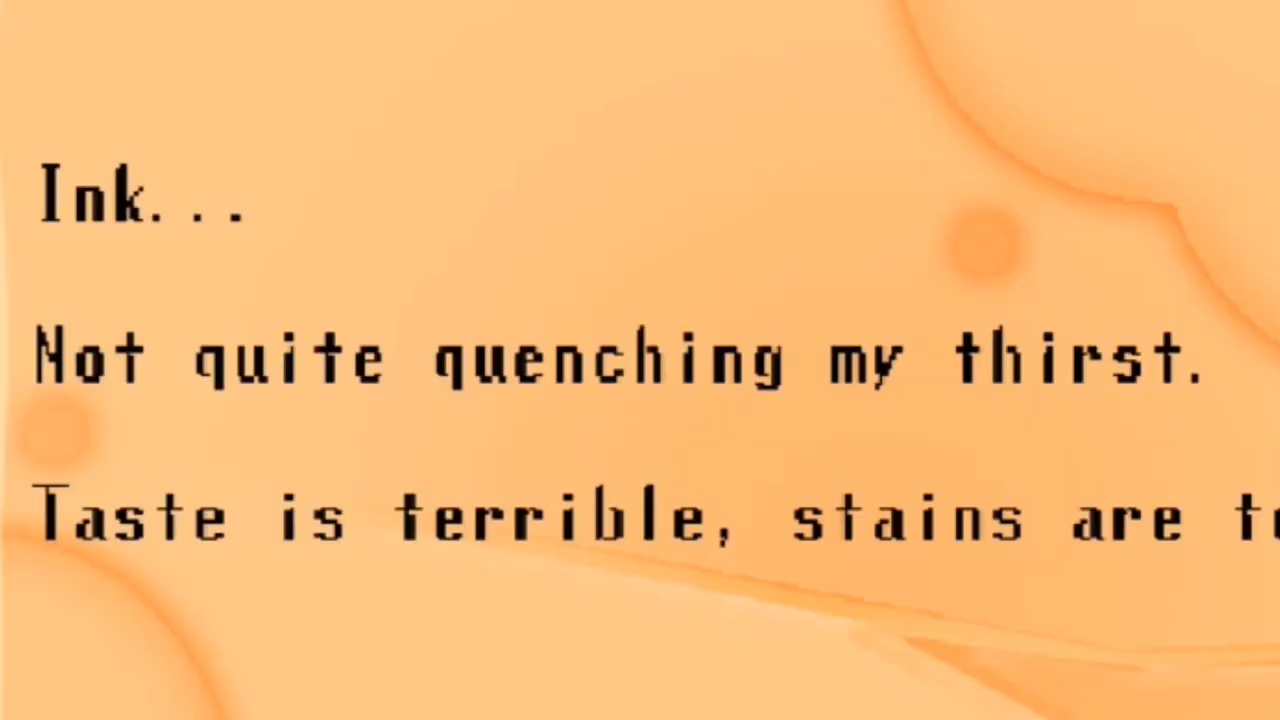 Ink...
Not quite quenching my thirst.
Taste is terrible, stains are